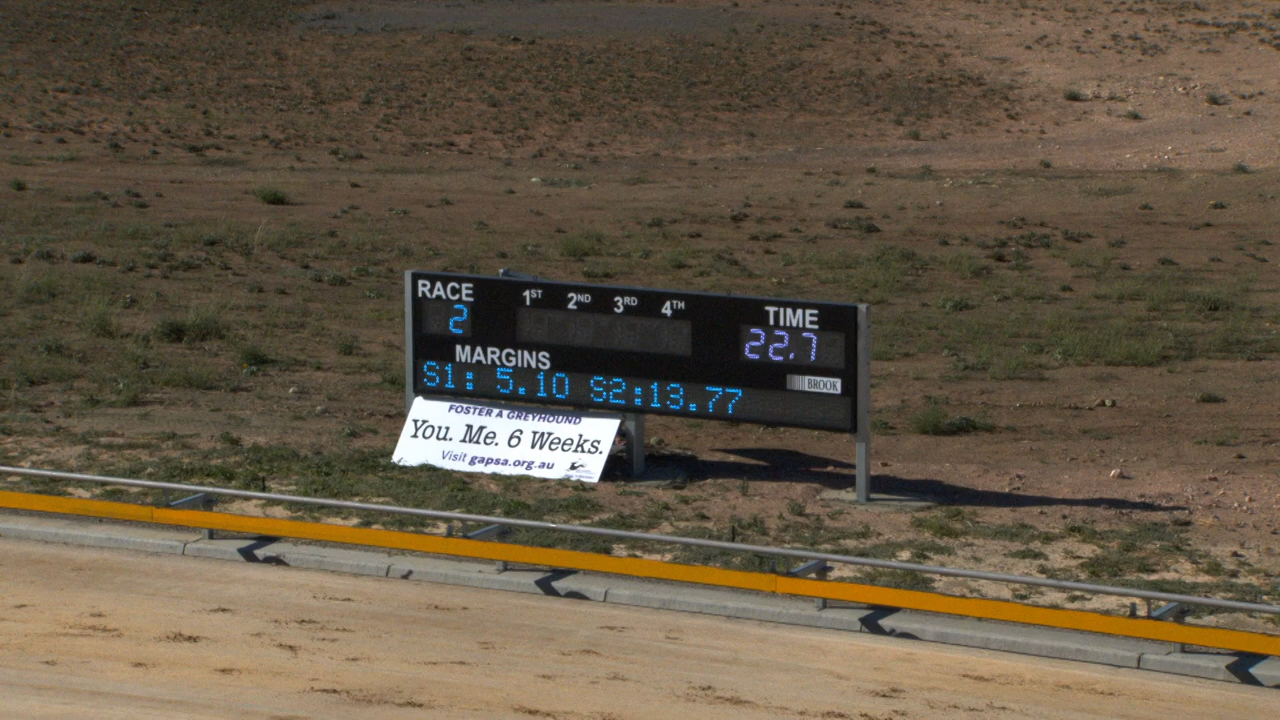 RACE 1ST 2ND 3RD 4TH TIME
2 22.7
MARGINS
BROOK
S1: 5.10 S2:13.77
FOSTER A GREYHOUND
You. Me. 6 Weeks.
Visit gapsa.org.au